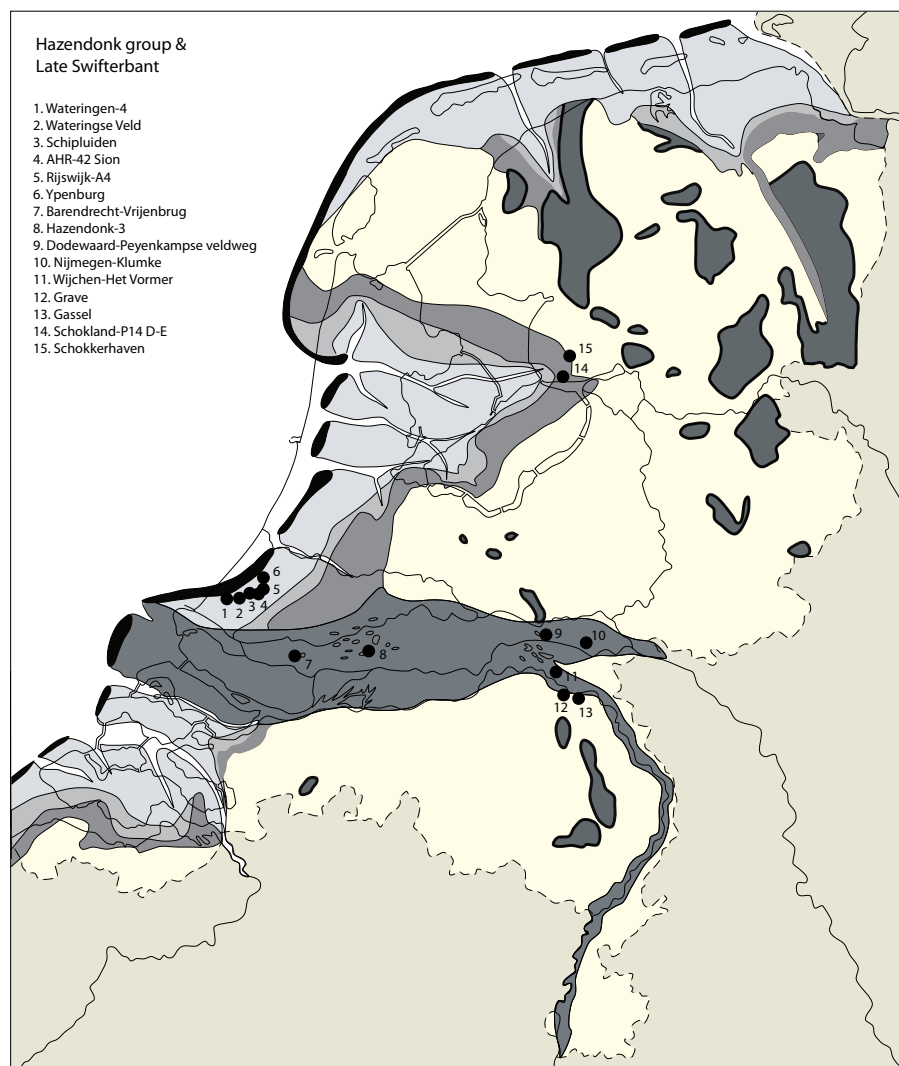 Hazendonk group &
Late Swifterbant
1. Wateringen-4
2. Wateringse Veld
3. Schipluiden
4. AHR-42 Sion
5. Rijswijk-A4
6. Ypenburg
7. Barendrecht-Vrijenbrug
8. Hazendonk-3
9. Dodewaard-Peyenkampse veldweg
10. Nijmegen-Klumke
11. Wijchen-Het Vormer
12. Grave
13. Gassel
14. Schokland-P14 D-E
15. Schokkerhaven
15
14
6
5
1 2 3 4
9 10
7 8
11
12 13